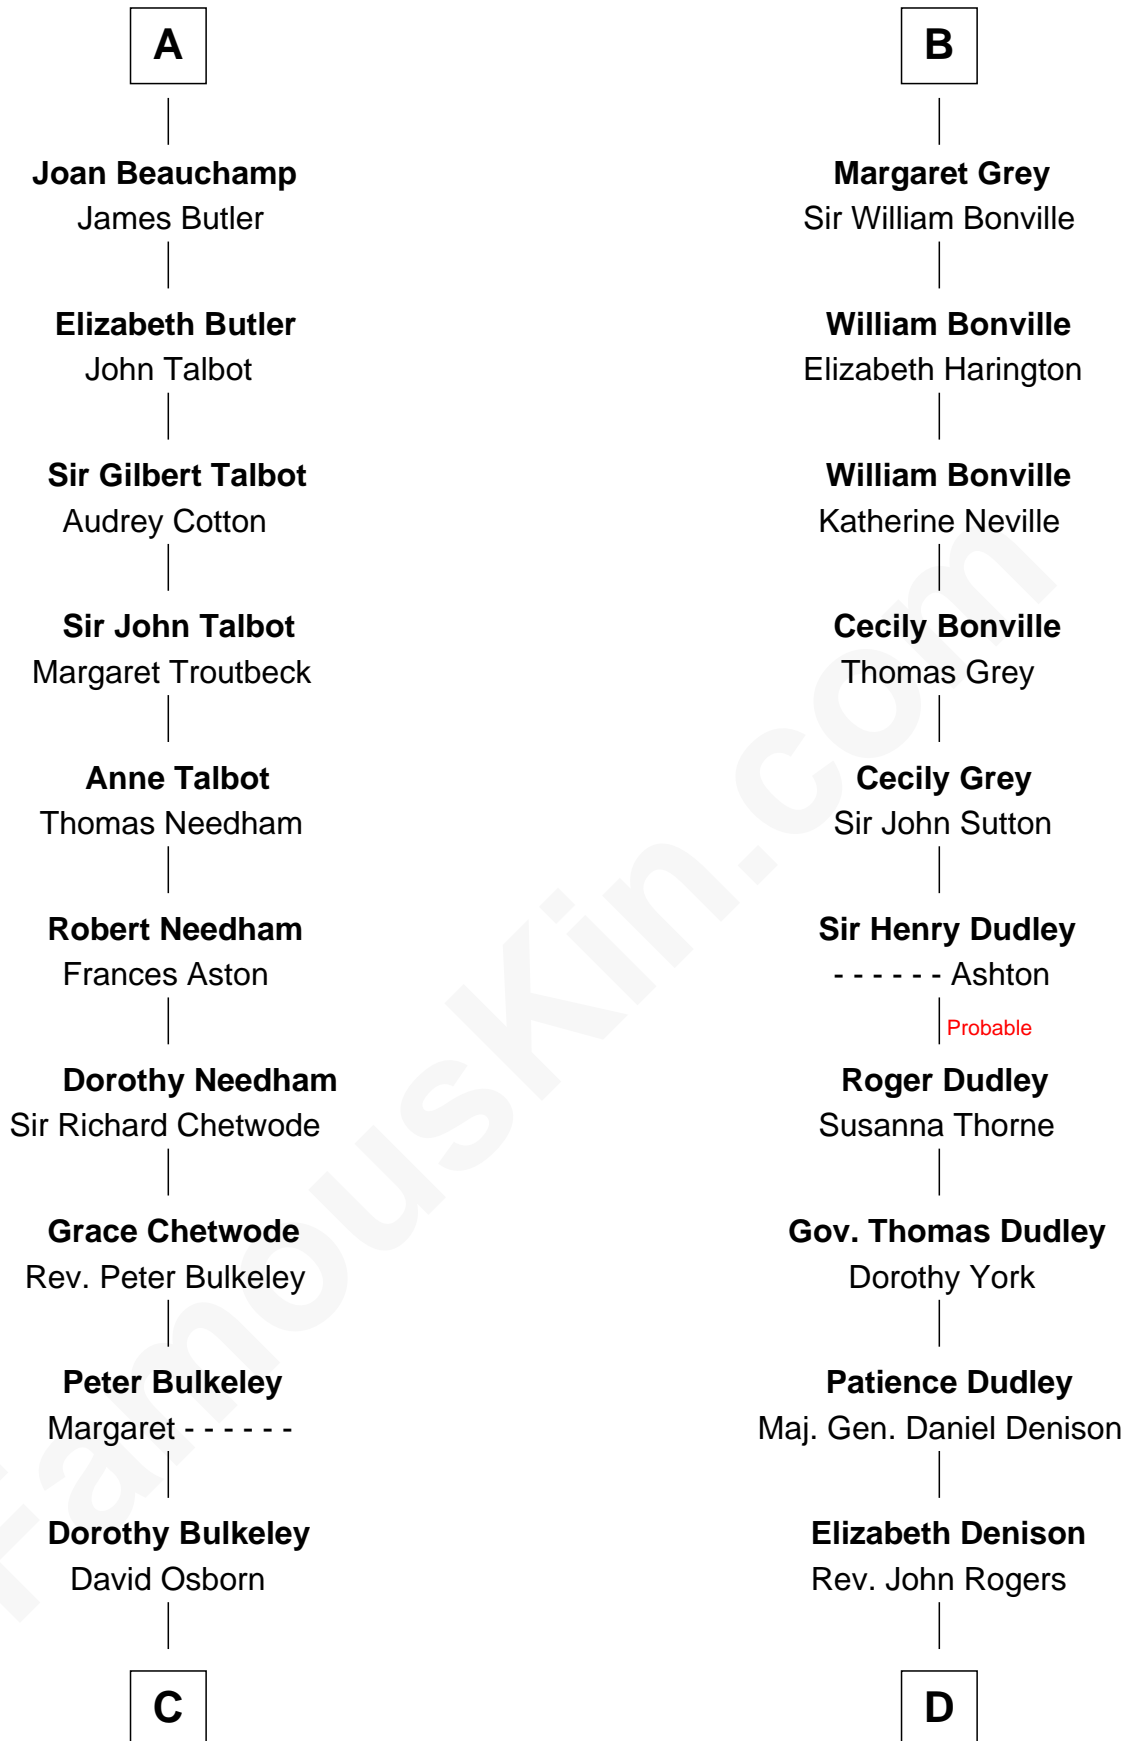 A
Joan Beauchamp
James Butler
Elizabeth Butler
John Talbot
Sir Gilbert Talbot
Audrey Cotton
Sir John Talbot
Margaret Troutbeck
Anne Talbot
Thomas Needham
Robert Needham
Frances Aston
Dorothy Needham
Sir Richard Chetwode
Grace Chetwode
Rev. Peter Bulkeley
Peter Bulkeley
Margaret - - - - - -
Dorothy Bulkeley
David Osborn
C
B
Margaret Grey
Sir William Bonville
William Bonville
Elizabeth Harington
William Bonville
Katherine Neville
Cecily Bonville
Thomas Grey
Cecily Grey
Sir John Sutton
Sir Henry Dudley
- - - - - - Ashton
Probable
Roger Dudley
Susanna Thorne
Gov. Thomas Dudley
Dorothy York
Patience Dudley
Maj. Gen. Daniel Denison
Elizabeth Denison
Rev. John Rogers
D
FamousKin.com